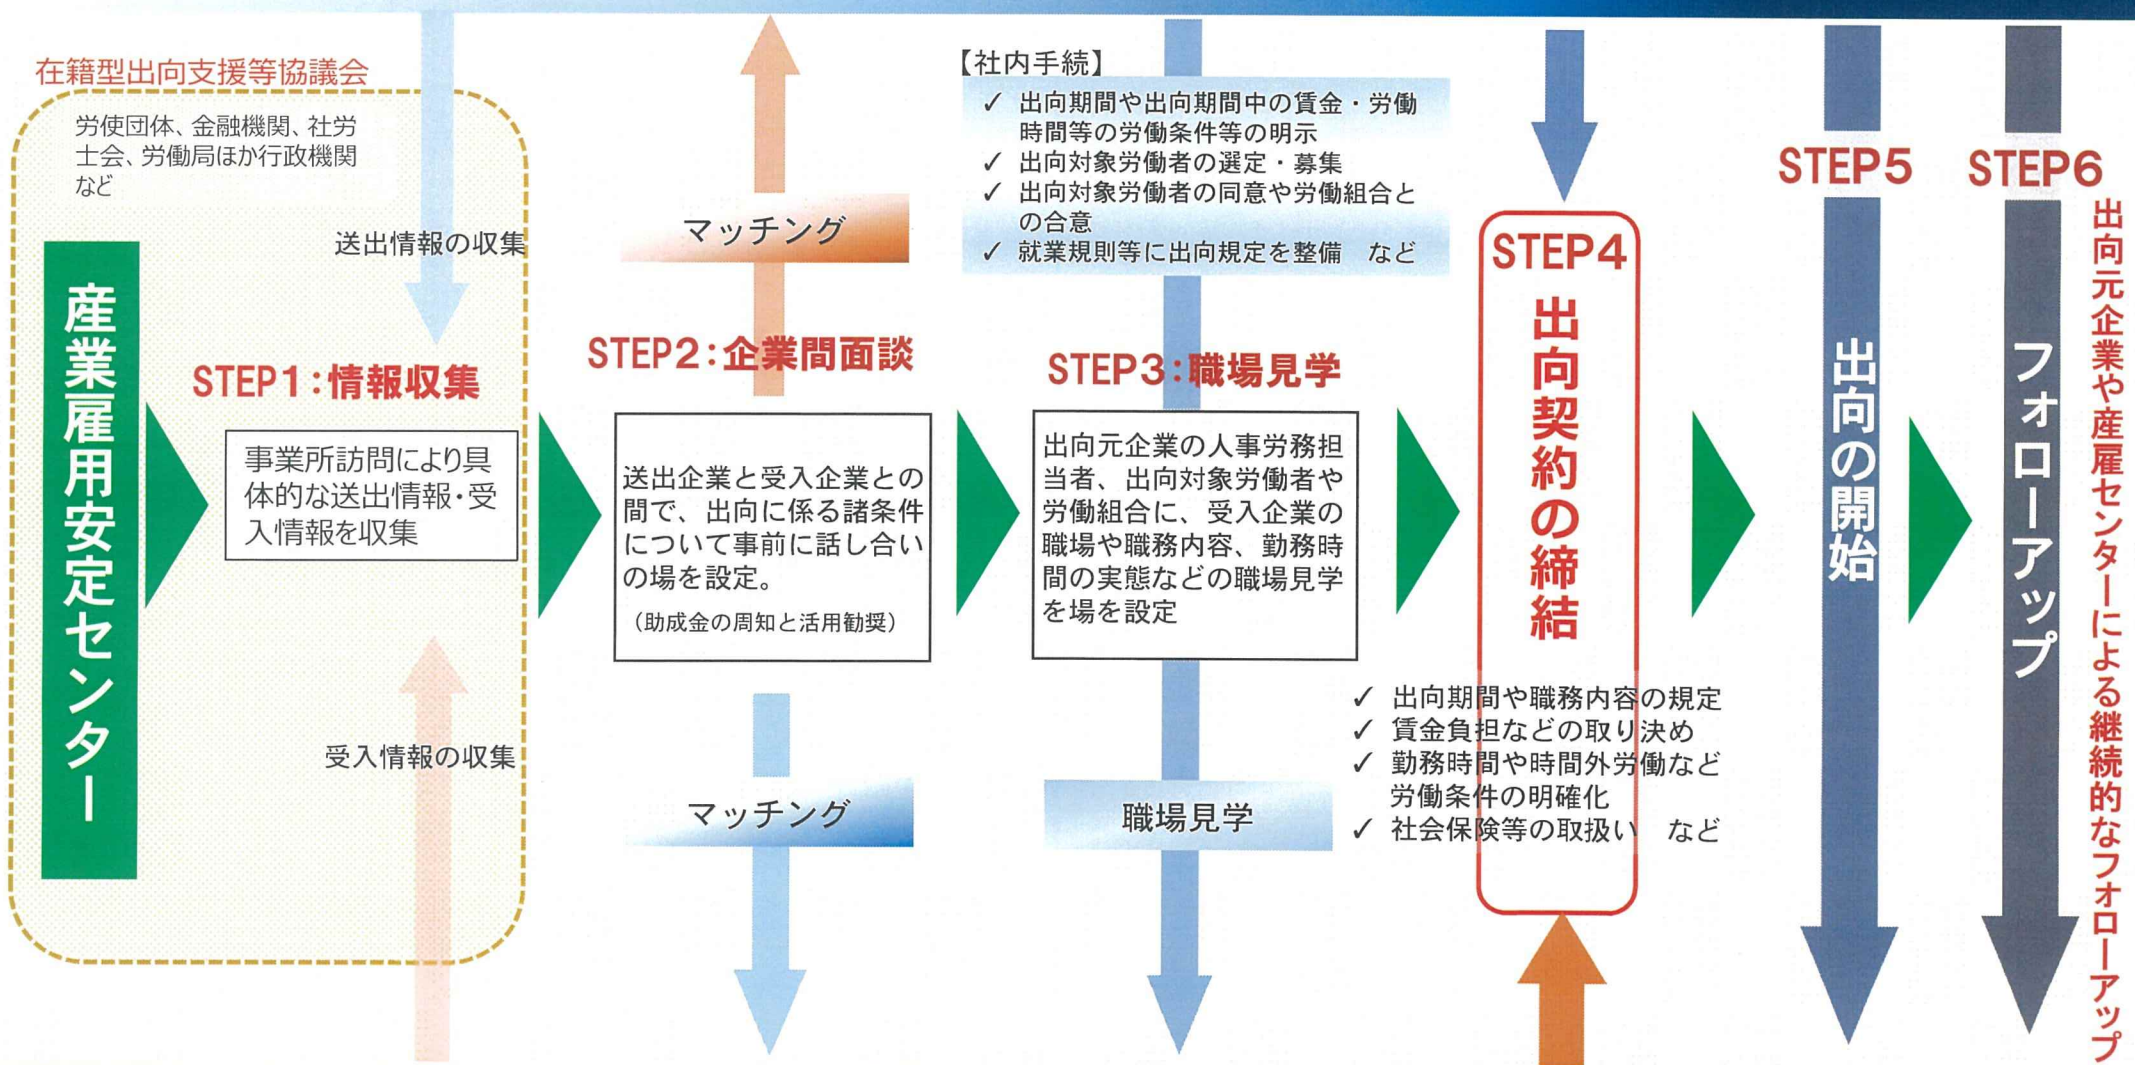 在籍型出向支援等協議会
労使団体、金融機関、社労
士会、労働局ほか行政機関
など
産業雇用安定センター
送出情報の収集
STEP1:情報収集
事業所訪問により具
体的な送出情報・受
入情報を収集
受入情報の収集
マッチング
STEP2:企業間面談
送出企業と受入企業との
間で、出向に係る諸条件
について事前に話し合い
の場を設定。
(助成金の周知と活用勧奨)
マッチング
【社内手続】
✓ 出向期間や出向期間中の賃金・労働
時間等の労働条件等の明示
✓ 出向対象労働者の選定・募集
✓ 出向対象労働者の同意や労働組合と
の合意
✓ 就業規則等に出向規定を整備 など
STEP3:職場見学
出向元企業の人事労務担
当者、出向対象労働者や
労働組合に、受入企業の
職場や職務内容、勤務時
間の実態などの職場見学
を場を設定
職場見学
STEP4
出向契約の締結
✓ 出向期間や職務内容の規定
✓ 賃金負担などの取り決め
✓ 勤務時間や時間外労働など
労働条件の明確化
✓ 社会保険等の取扱い など
STEP5
出向の開始
STEP6
フォローアップ
出向元企業や産雇センターによる継続的なフォローアップ